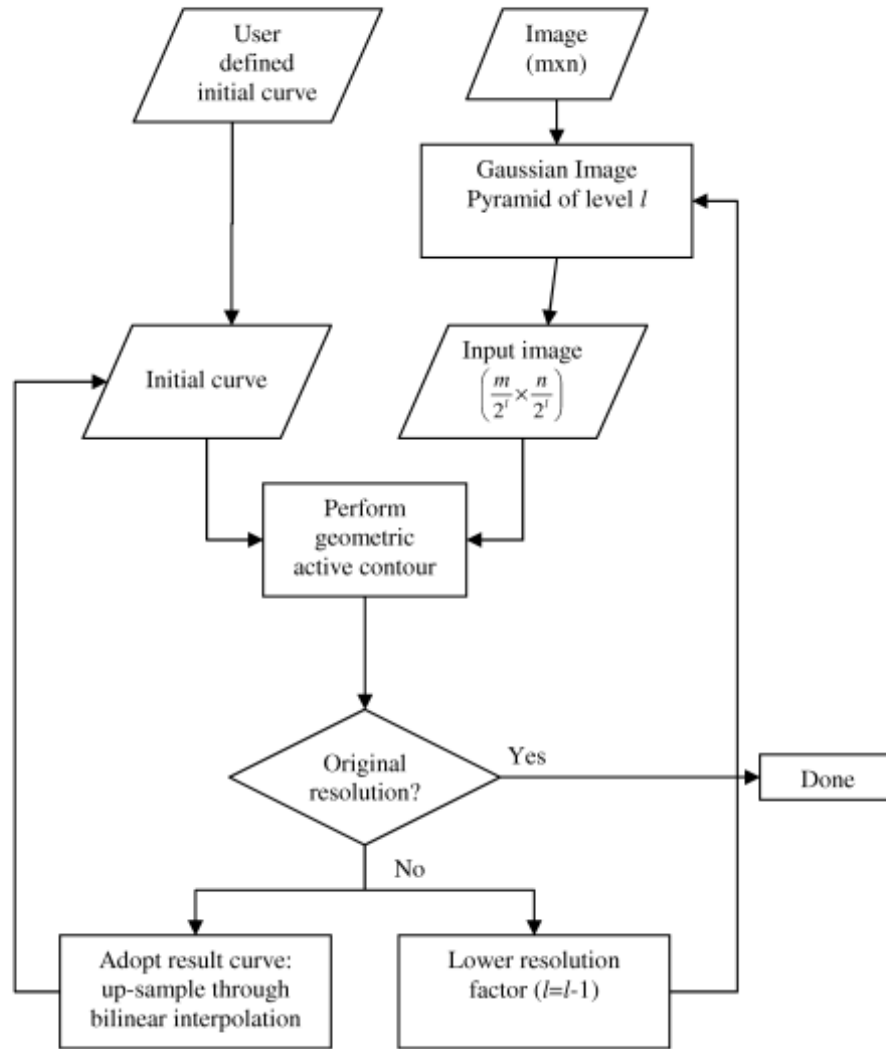 User
defined
initial curve
Image
(mxn)
Gaussian Image
Pyramid of level l
Initial curve
Input image
(m/2^l × n/2^l)
Perform
geometric
active contour
Original
resolution?
Yes
Done
No
Adopt result curve:
up-sample through
bilinear interpolation
Lower resolution
factor (l=l-1)